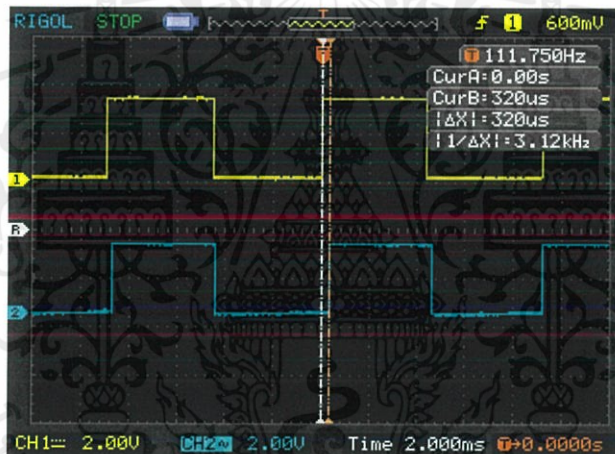 RIGOL STOP T f 1 600mV
T 111.750Hz
CurA=0.00s
CurB=320us
|ΔX|=320us
|1/ΔX|=3.12kHz
1
R
2
CH1= 2.00V CH2~ 2.00V Time 2.000ms T→0.0000s